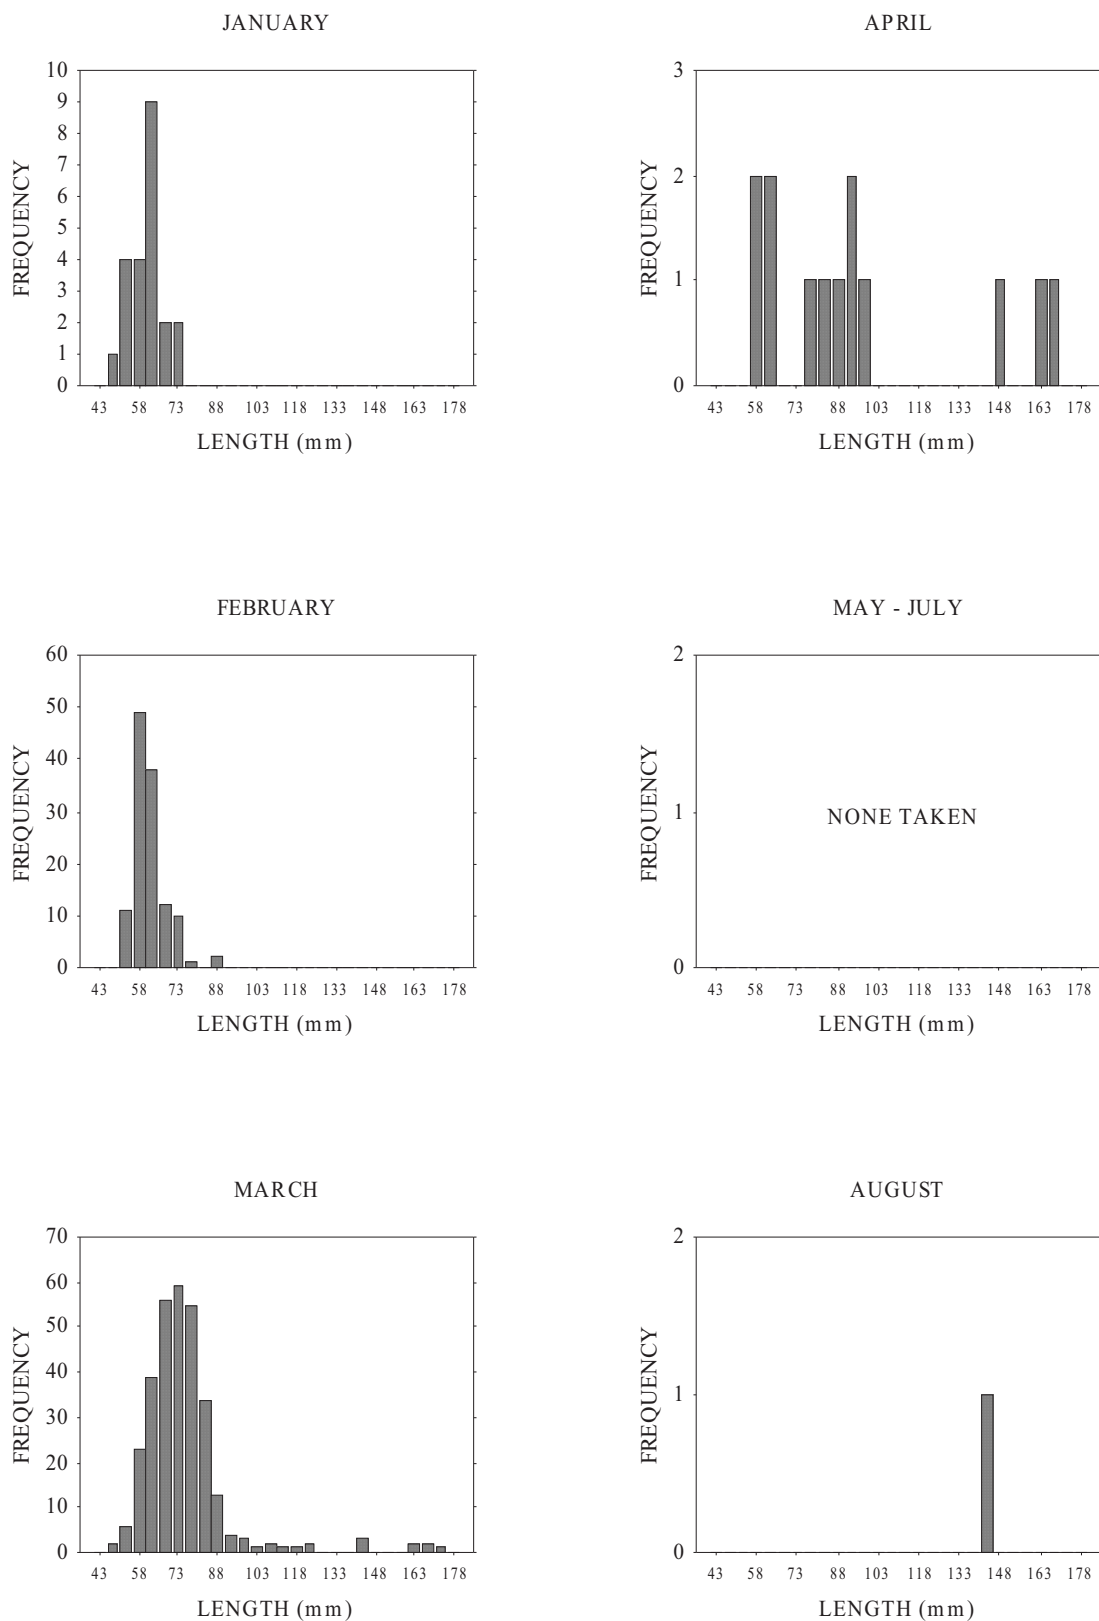 JANUARY
10
9
8
7
6
5
4
3
2
1
0
FREQUENCY
43 58 73 88 103 118 133 148 163 178
LENGTH (mm)
FEBRUARY
60
50
40
30
20
10
0
FREQUENCY
43 58 73 88 103 118 133 148 163 178
LENGTH (mm)
MARCH
70
60
50
40
30
20
10
0
FREQUENCY
43 58 73 88 103 118 133 148 163 178
LENGTH (mm)
APRIL
3
2
1
0
FREQUENCY
43 58 73 88 103 118 133 148 163 178
LENGTH (mm)
MAY - JULY
2
1
0
FREQUENCY
NONE TAKEN
43 58 73 88 103 118 133 148 163 178
LENGTH (mm)
AUGUST
2
1
0
FREQUENCY
43 58 73 88 103 118 133 148 163 178
LENGTH (mm)